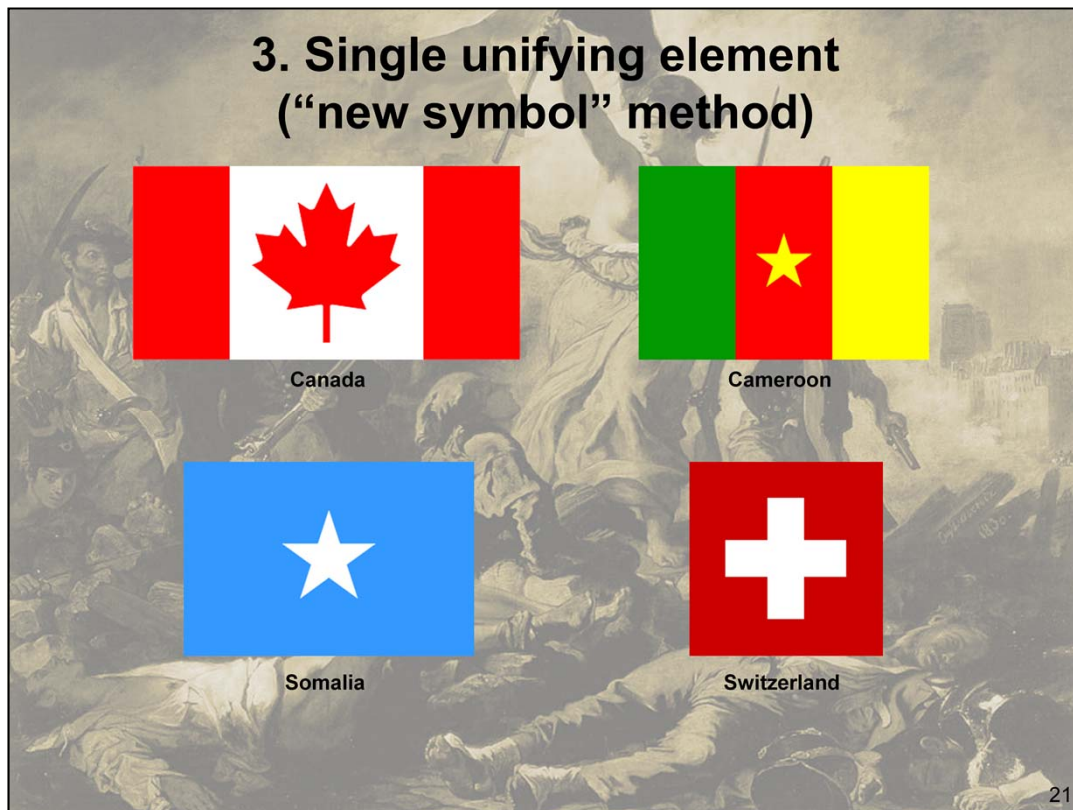 3. Single unifying element
(“new symbol” method)
Canada
Cameroon
Somalia
Switzerland
21